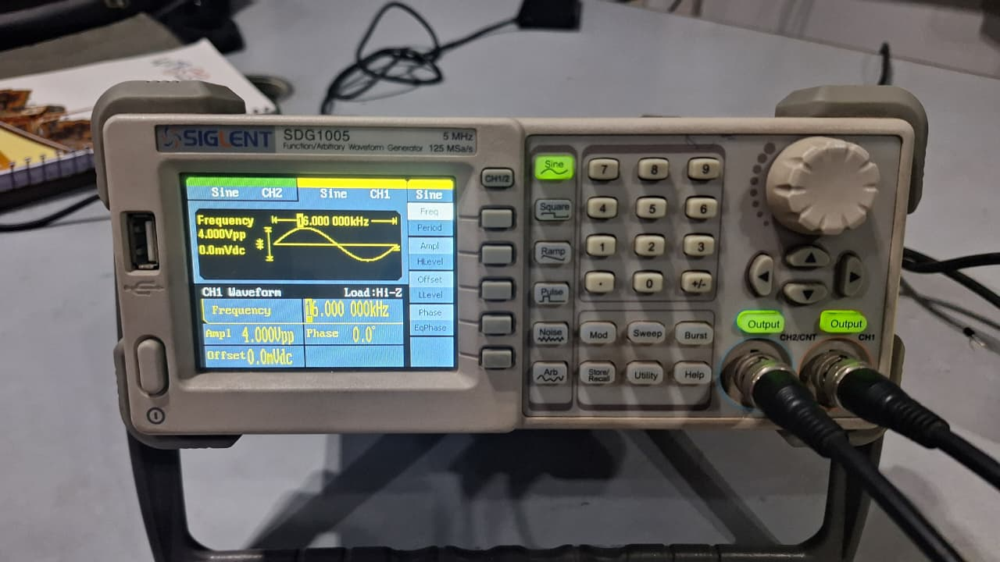 SIGLENT SDG1005 5 MHz
Function/Arbitrary Waveform Generator 125 MSa/s
Sine CH2 Sine CH1 Sine
Frequency 16.000 000kHz
4.000Vpp
0.0mVdc
Freq
Period
Ampl
HLevel
Offset
LLevel
Phase
EqPhase
CH1 Waveform Load:Hi-Z
Frequency 16.000 000kHz
Ampl 4.000Vpp Phase 0.0°
Offset 0.0mVdc
CH1/2
Sine
Square
Ramp
Pulse
Noise
Arb
7 8 9
4 5 6
1 2 3
. 0 +/-
Mod Sweep Burst
Store/
Recall
Utility Help
Output Output
CH2/CNT CH1